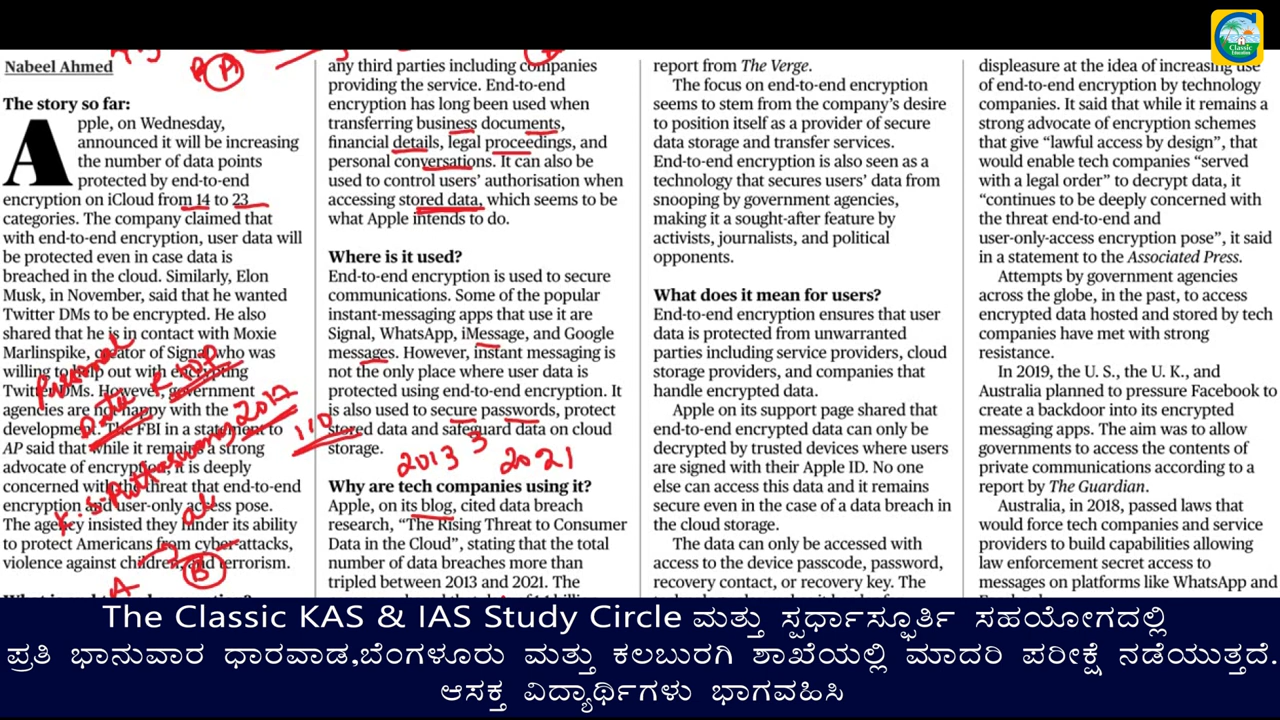 Classic
Education
Nabeel Ahmed
The story so far:
Apple, on Wednesday,
announced it will be increasing
the number of data points
protected by end-to-end
encryption on iCloud from 14 to 23
categories. The company claimed that
with end-to-end encryption, user data will
be protected even in case data is
breached in the cloud. Similarly, Elon
Musk, in November, said that he wanted
Twitter DMs to be encrypted. He also
shared that he is in contact with Moxie
Marlinspike, creator of Signal who was
willing to help out with encrypting
Twitter DMs. However, government
agencies are not happy with the
development. The FBI in a statement to
AP said that while it remains a strong
advocate of encryption, it is deeply
concerned with the threat that end-to-end
encryption and user-only access pose.
The agency insisted they hinder its ability
to protect Americans from cyber-attacks,
violence against children, and terrorism.
any third parties including companies
providing the service. End-to-end
encryption has long been used when
transferring business documents,
financial details, legal proceedings, and
personal conversations. It can also be
used to control users' authorisation when
accessing stored data, which seems to be
what Apple intends to do.
Where is it used?
End-to-end encryption is used to secure
communications. Some of the popular
instant-messaging apps that use it are
Signal, WhatsApp, iMessage, and Google
messages. However, instant messaging is
not the only place where user data is
protected using end-to-end encryption. It
is also used to secure passwords, protect
stored data and safeguard data on cloud
storage.
Why are tech companies using it?
Apple, on its blog, cited data breach
research, "The Rising Threat to Consumer
Data in the Cloud", stating that the total
number of data breaches more than
tripled between 2013 and 2021. The
report from The Verge.
The focus on end-to-end encryption
seems to stem from the company's desire
to position itself as a provider of secure
data storage and transfer services.
End-to-end encryption is also seen as a
technology that secures users' data from
snooping by government agencies,
making it a sought-after feature by
activists, journalists, and political
opponents.
What does it mean for users?
End-to-end encryption ensures that user
data is protected from unwarranted
parties including service providers, cloud
storage providers, and companies that
handle encrypted data.
Apple on its support page shared that
end-to-end-encrypted data can only be
decrypted by trusted devices where users
are signed with their Apple ID. No one
else can access this data and it remains
secure even in the case of a data breach in
the cloud storage.
The data can only be accessed with
access to the device passcode, password,
recovery contact, or recovery key. The
displeasure at the idea of increasing use
of end-to-end encryption by technology
companies. It said that while it remains a
strong advocate of encryption schemes
that give "lawful access by design", that
would enable tech companies "served
with a legal order" to decrypt data, it
"continues to be deeply concerned with
the threat end-to-end and
user-only-access encryption pose", it said
in a statement to the Associated Press.
Attempts by government agencies
across the globe, in the past, to access
encrypted data hosted and stored by tech
companies have met with strong
resistance.
In 2019, the U. S., the U. K., and
Australia planned to pressure Facebook to
create a backdoor into its encrypted
messaging apps. The aim was to allow
governments to access the contents of
private communications according to a
report by The Guardian.
Australia, in 2018, passed laws that
would force tech companies and service
providers to build capabilities allowing
law enforcement secret access to
messages on platforms like WhatsApp and
Personal
Data
2017
110
2013 3 2021
A
B
The Classic KAS & IAS Study Circle ಮತ್ತು ಸ್ಪರ್ಧಾಸ್ಫೂರ್ತಿ ಸಹಯೋಗದಲ್ಲಿ
ಪ್ರತಿ ಭಾನುವಾರ ಧಾರವಾಡ,ಬೆಂಗಳೂರು ಮತ್ತು ಕಲಬುರಗಿ ಶಾಖೆಯಲ್ಲಿ ಮಾದರಿ ಪರೀಕ್ಷೆ ನಡೆಯುತ್ತದೆ.
ಆಸಕ್ತ ವಿದ್ಯಾರ್ಥಿಗಳು ಭಾಗವಹಿಸಿ